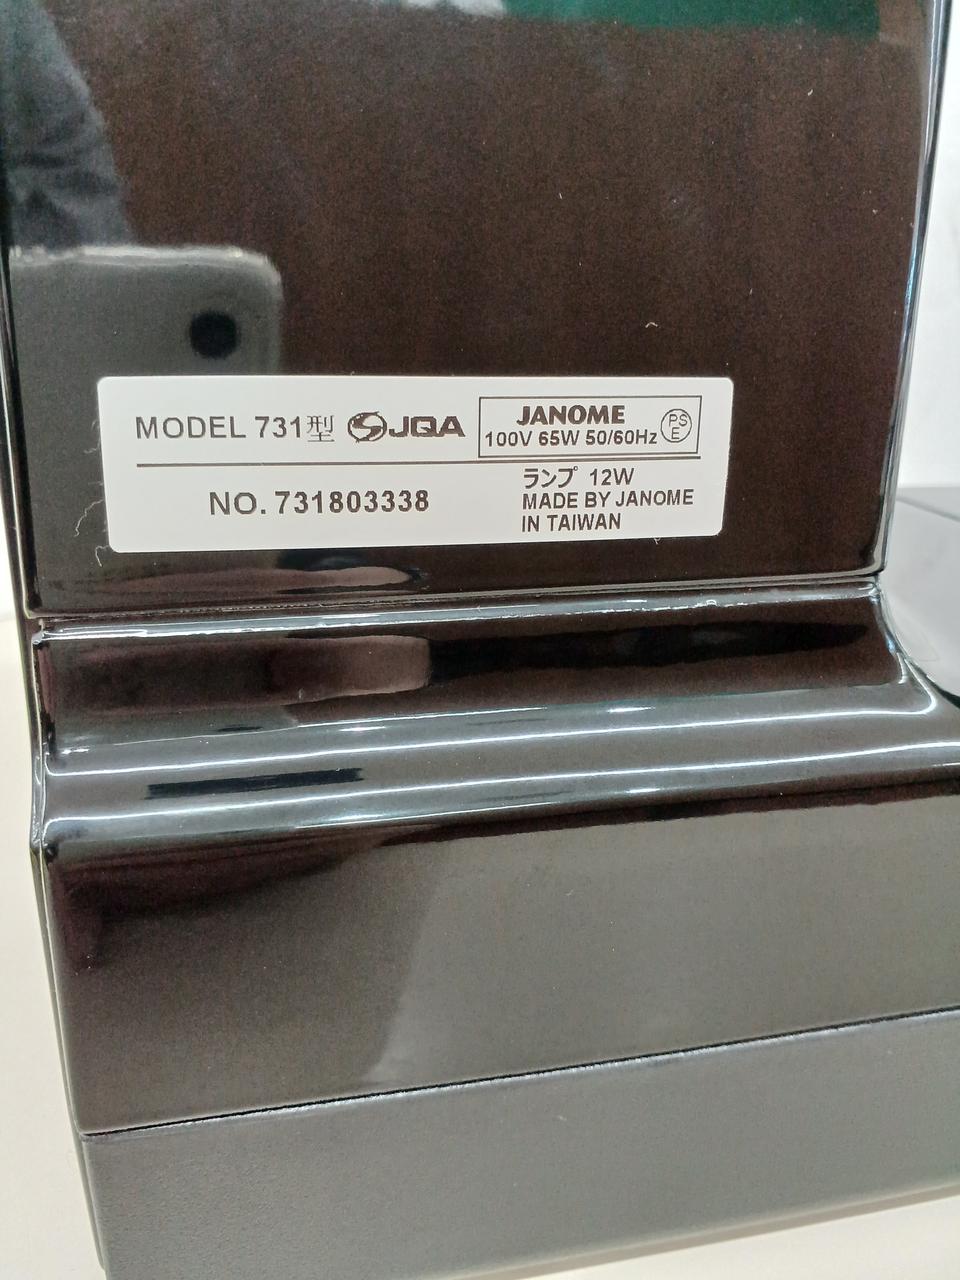 MODEL 731型 JQA
JANOME
100V 65W 50/60Hz
PS
E
NO. 731803338
ランプ 12W
MADE BY JANOME
IN TAIWAN